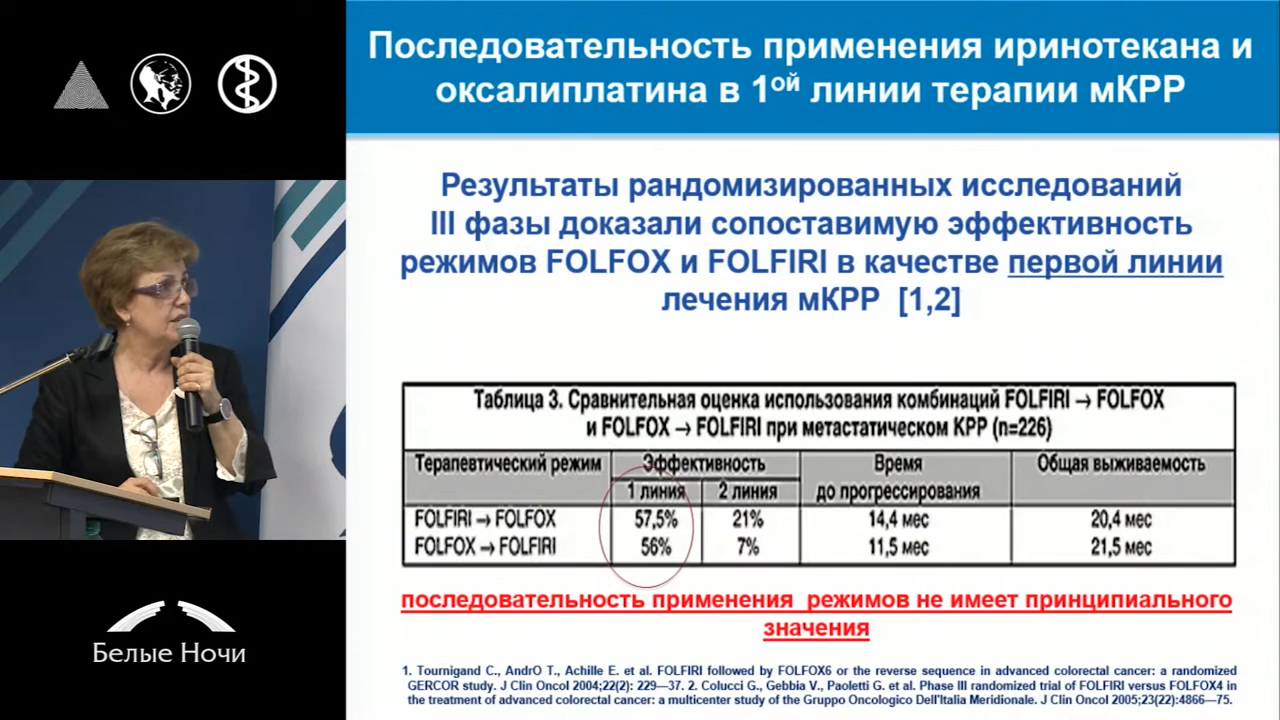 Последовательность применения иринотекана и
оксалиплатина в 1ой линии терапии мКРР
Результаты рандомизированных исследований
III фазы доказали сопоставимую эффективность
режимов FOLFOX и FOLFIRI в качестве первой линии
лечения мКРР [1,2]
Таблица 3. Сравнительная оценка использования комбинаций FOLFIRI → FOLFOX
и FOLFOX → FOLFIRI при метастатическом КРР (n=226)
Терапевтический режим Эффективность Время до прогрессирования Общая выживаемость
1 линия 2 линия
FOLFIRI → FOLFOX 57,5% 21% 14,4 мес 20,4 мес
FOLFOX → FOLFIRI 56% 7% 11,5 мес 21,5 мес
последовательность применения режимов не имеет принципиального
значения
1. Tournigand C., AndrO T., Achille E. et al. FOLFIRI followed by FOLFOX6 or the reverse sequence in advanced colorectal cancer: a randomized
GERCOR study. J Clin Oncol 2004;22(2): 229—37. 2. Colucci G., Gebbia V., Paoletti G. et al. Phase III randomized trial of FOLFIRI versus FOLFOX4 in
the treatment of advanced colorectal cancer: a multicenter study of the Gruppo Oncologico Dell'Italia Meridionale. J Clin Oncol 2005;23(22):4866—75.
Белые Ночи